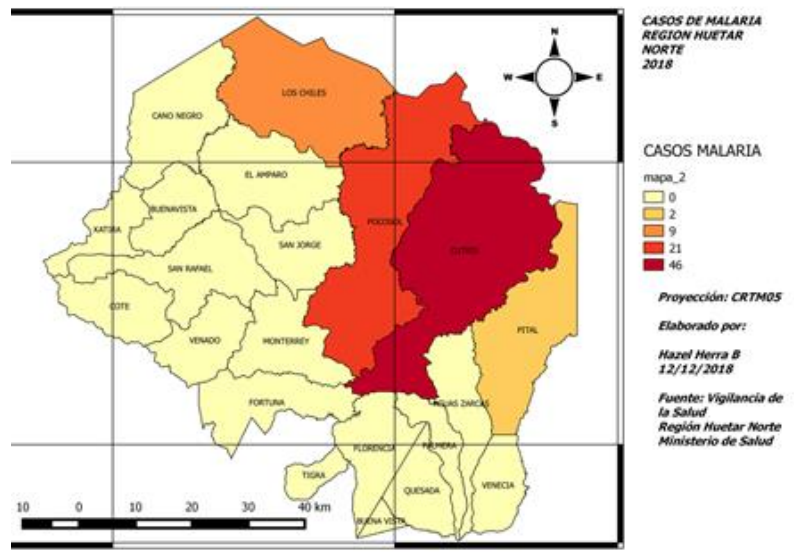 CASOS DE MALARIA
REGION HUETAR
NORTE
2018
N
W
E
S
LOS CHILES
CANO NEGRO
EL AMPARO
BUENAVISTA
KATIRA
POCOSOL
CUTRIS
SAN JORGE
SAN RAFAEL
COTE
PITAL
VENADO
MONTERREY
FORTUNA
AGUAS ZARCAS
FLORENCIA
PALMERA
TIGRA
QUESADA
VENECIA
BUENA VISTA
10 0 10 20 30 40 km
CASOS MALARIA
mapa_2
0
2
9
21
46
Proyección: CRTM05
Elaborado por:
Hazel Herra B
12/12/2018
Fuente: Vigilancia de
la Salud
Región Huetar Norte
Ministerio de Salud